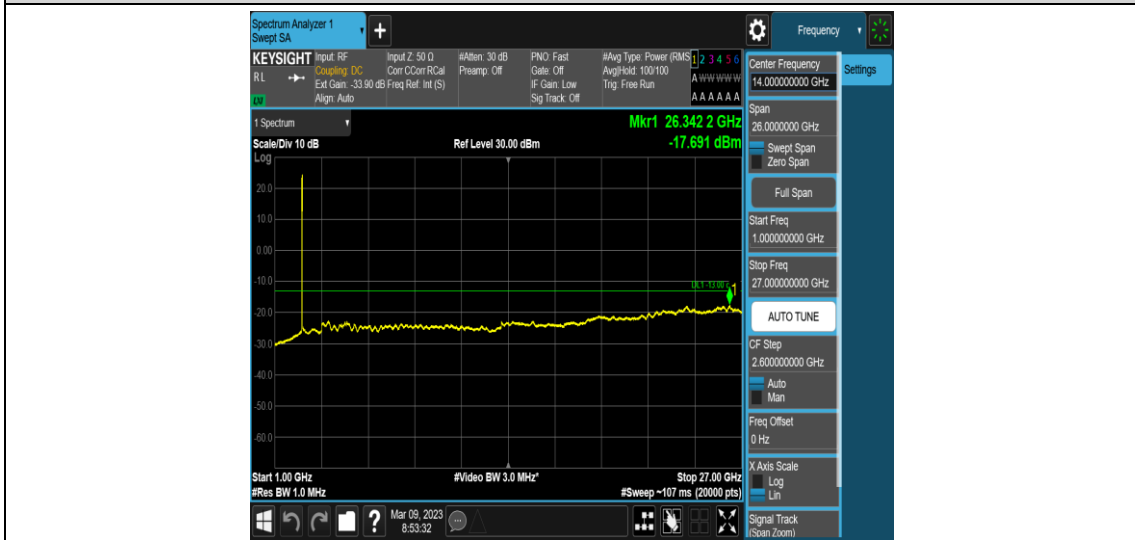 Spectrum Analyzer 1
Swept SA
+
Frequency
KEYSIGHT
R L
Input: RF
Coupling: DC
Ext Gain: -33.90 dB
Align: Auto
Input Z: 50 Ω
Corr CCorr RCal
Freq Ref: Int (S)
#Atten: 30 dB
Preamp: Off
PNO: Fast
Gate: Off
IF Gain: Low
Sig Track: Off
#Avg Type: Power (RMS
Avg|Hold: 100/100
Trig: Free Run
1 2 3 4 5 6
A W W W W W
A A A A A A
1 Spectrum
Mkr1 26.342 2 GHz
-17.691 dBm
Scale/Div 10 dB
Ref Level 30.00 dBm
Log
20.0
10.0
0.00
-10.0
-20.0
-30.0
-40.0
-50.0
-60.0
DL1 -13.00
1
Start 1.00 GHz
#Video BW 3.0 MHz*
Stop 27.00 GHz
#Res BW 1.0 MHz
#Sweep ~107 ms (20000 pts)
?
Mar 09, 2023
8:53:32
Center Frequency
14.00000000 GHz
Settings
Span
26.0000000 GHz
Swept Span
Zero Span
Full Span
Start Freq
1.000000000 GHz
Stop Freq
27.00000000 GHz
AUTO TUNE
CF Step
2.600000000 GHz
Auto
Man
Freq Offset
0 Hz
X Axis Scale
Log
Lin
Signal Track
(Span Zoom)